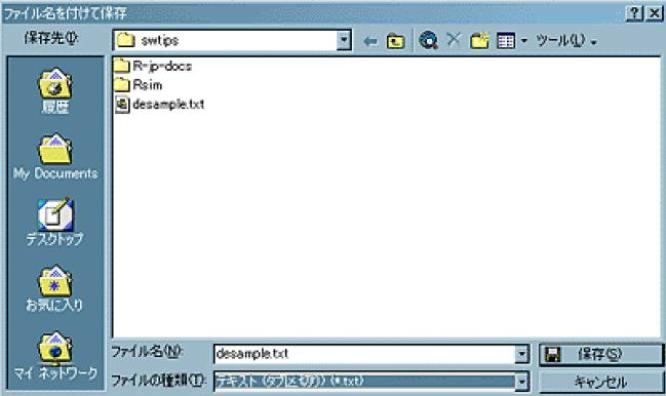 ファイル名を付けて保存
保存先(I): swtips ツール(L)
R-jp-docs
Rsim
desample.txt
履歴
My Documents
デスクトップ
お気に入り
マイ ネットワーク
ファイル名(N): desample.txt 保存(S)
ファイルの種類(T): テキスト (タブ区切り) (*.txt) キャンセル